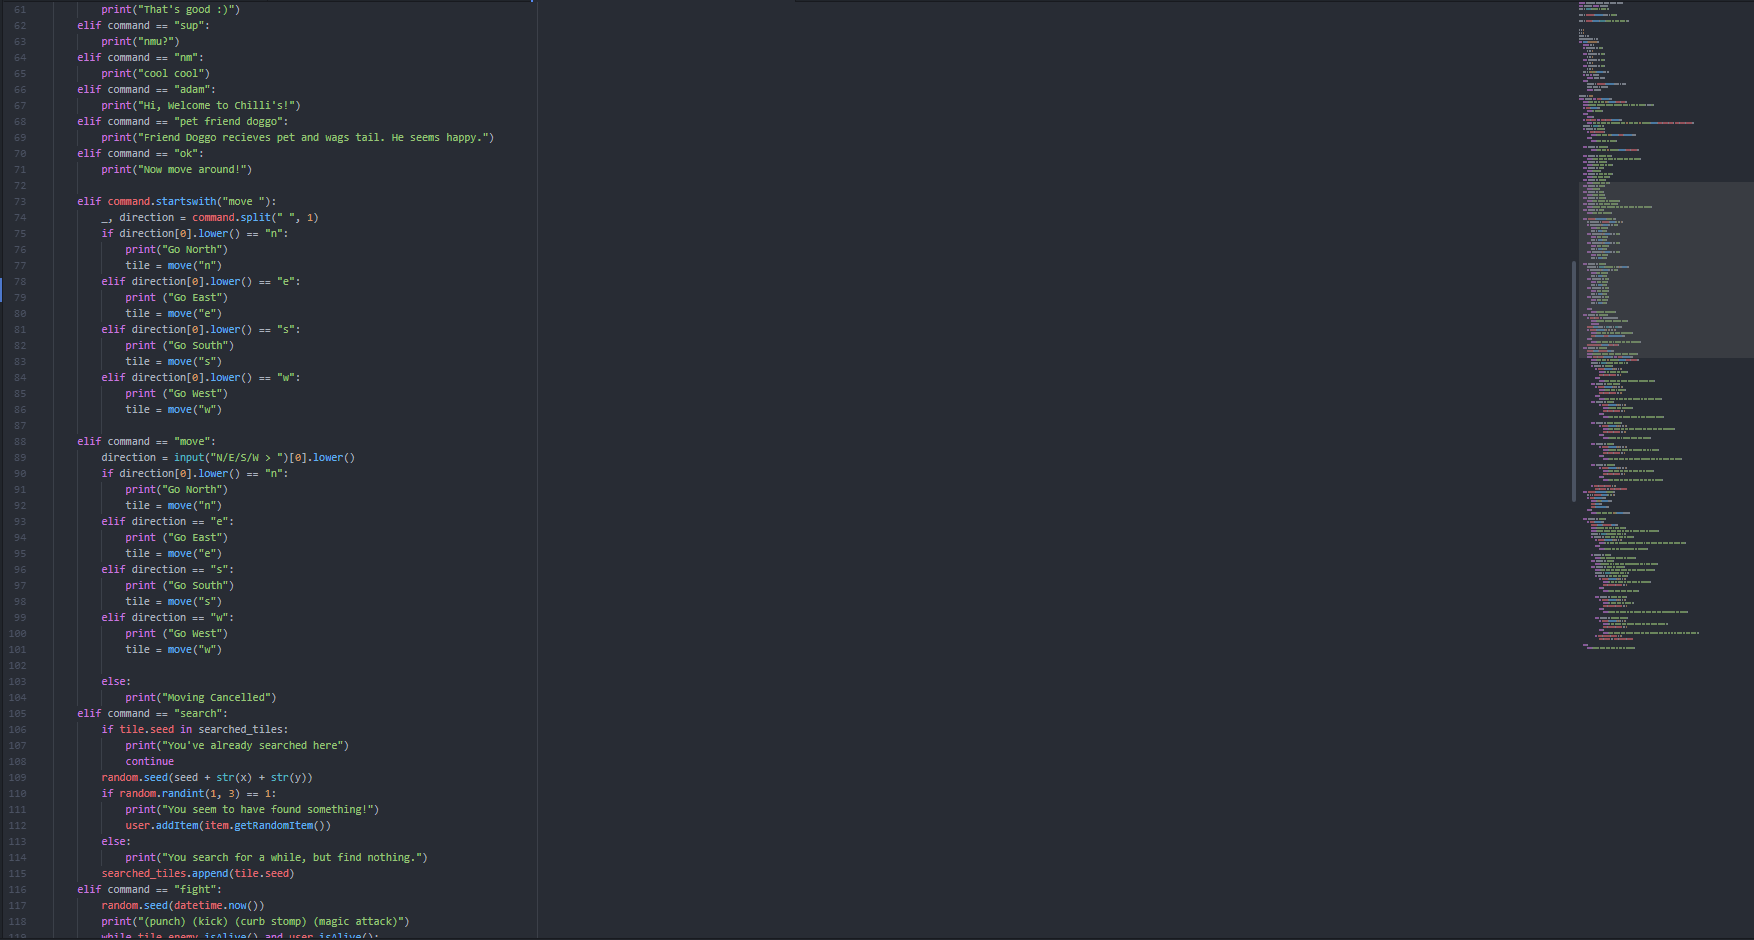 61 print("That's good :)")
62 elif command == "sup":
63 print("nmu?")
64 elif command == "nm":
65 print("cool cool")
66 elif command == "adam":
67 print("Hi, Welcome to Chilli's!")
68 elif command == "pet friend doggo":
69 print("Friend Doggo recieves pet and wags tail. He seems happy.")
70 elif command == "ok":
71 print("Now move around!")
72
73 elif command.startswith("move "):
74 _, direction = command.split(" ", 1)
75 if direction[0].lower() == "n":
76 print("Go North")
77 tile = move("n")
78 elif direction[0].lower() == "e":
79 print ("Go East")
80 tile = move("e")
81 elif direction[0].lower() == "s":
82 print ("Go South")
83 tile = move("s")
84 elif direction[0].lower() == "w":
85 print ("Go West")
86 tile = move("w")
87
88 elif command == "move":
89 direction = input("N/E/S/W > ")[0].lower()
90 if direction[0].lower() == "n":
91 print("Go North")
92 tile = move("n")
93 elif direction == "e":
94 print ("Go East")
95 tile = move("e")
96 elif direction == "s":
97 print ("Go South")
98 tile = move("s")
99 elif direction == "w":
100 print ("Go West")
101 tile = move("w")
102
103 else:
104 print("Moving Cancelled")
105 elif command == "search":
106 if tile.seed in searched_tiles:
107 print("You've already searched here")
108 continue
109 random.seed(seed + str(x) + str(y))
110 if random.randint(1, 3) == 1:
111 print("You seem to have found something!")
112 user.addItem(item.getRandomItem())
113 else:
114 print("You search for a while, but find nothing.")
115 searched_tiles.append(tile.seed)
116 elif command == "fight":
117 random.seed(datetime.now())
118 print("(punch) (kick) (curb stomp) (magic attack)")
119 while tile.enemy.isAlive() and user.isAlive():